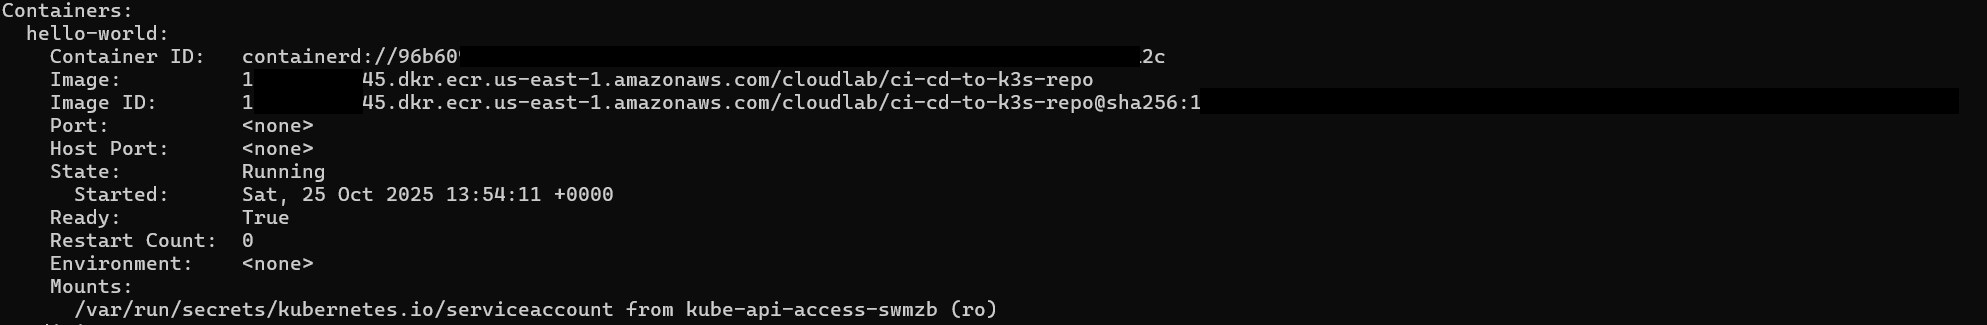 Containers:
  hello-world:
    Container ID:   containerd://96b60 2c
    Image:          1 45.dkr.ecr.us-east-1.amazonaws.com/cloudlab/ci-cd-to-k3s-repo
    Image ID:       1 45.dkr.ecr.us-east-1.amazonaws.com/cloudlab/ci-cd-to-k3s-repo@sha256:1
    Port:           <none>
    Host Port:      <none>
    State:          Running
      Started:      Sat, 25 Oct 2025 13:54:11 +0000
    Ready:          True
    Restart Count:  0
    Environment:    <none>
    Mounts:
      /var/run/secrets/kubernetes.io/serviceaccount from kube-api-access-swmzb (ro)